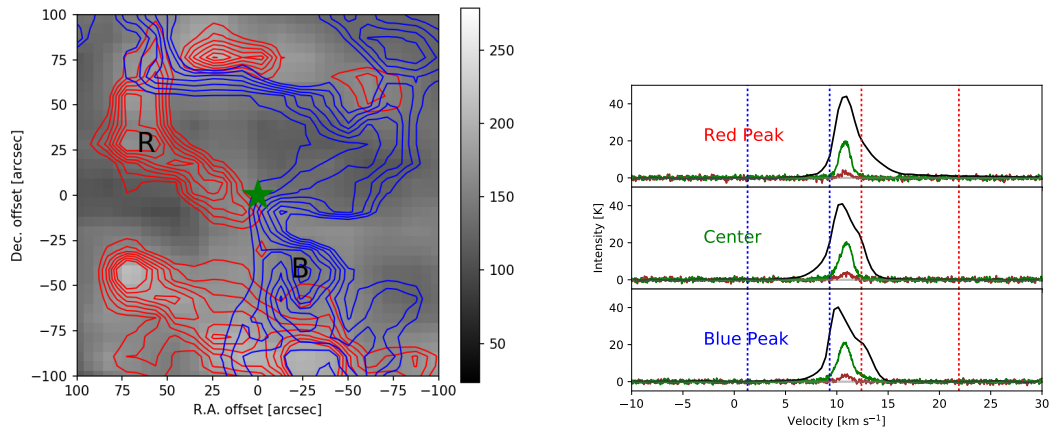 100
75
50
25
0
−25
−50
−75
−100
Dec. offset [arcsec]
R
B
100 75 50 25 0 −25 −50 −75 −100
R.A. offset [arcsec]
250
200
150
100
50
Red Peak
Center
Blue Peak
40
20
0
40
20
0
40
20
0
Intensity [K]
−10 −5 0 5 10 15 20 25 30
Velocity [km s⁻¹]